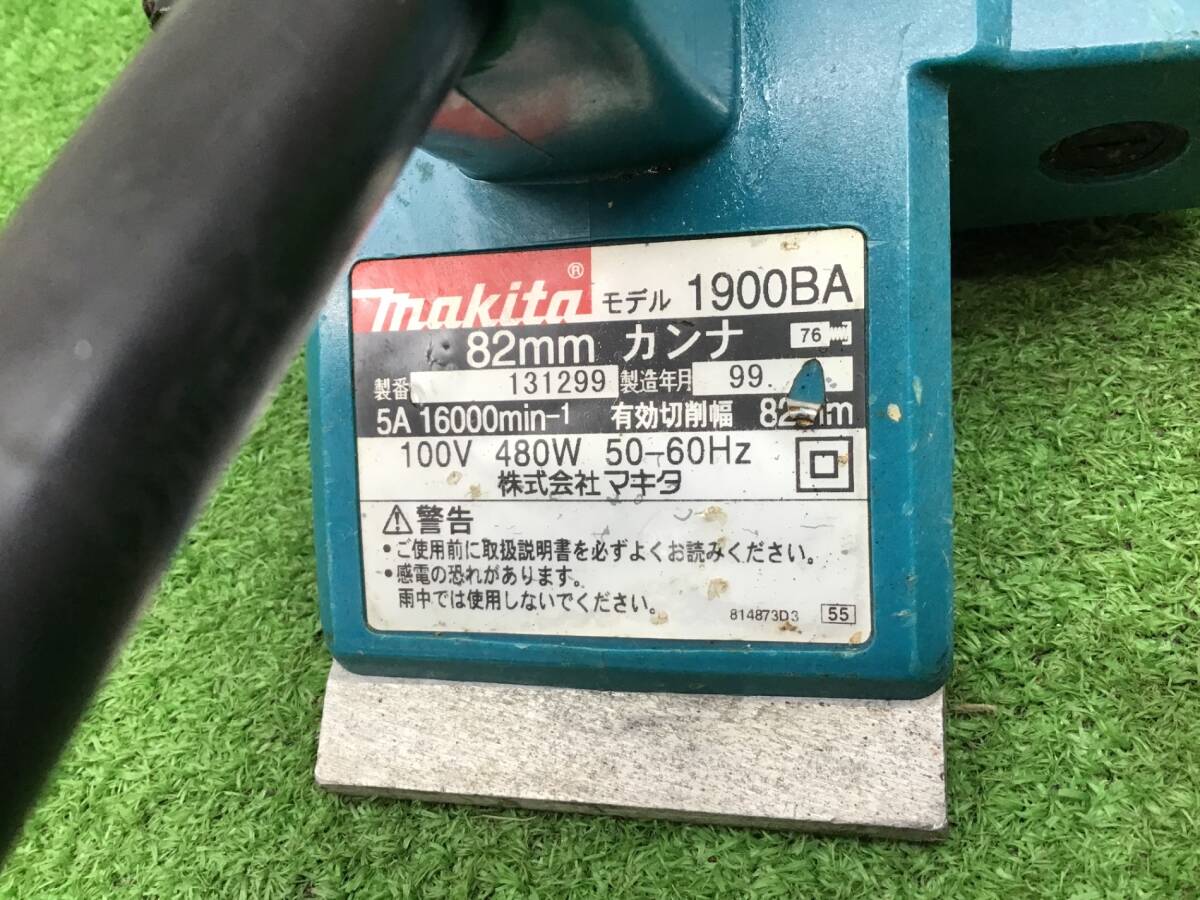 makita® モデル 1900BA
82mm カンナ 76
製番 131299 製造年月 99.
5A 16000min-1 有効切削幅 82mm
100V 480W 50-60Hz
株式会社 マキタ
⚠警告
•ご使用前に取扱説明書を必ずよくお読みください。
•感電の恐れがあります。
雨中では使用しないでください。
814873D3 55